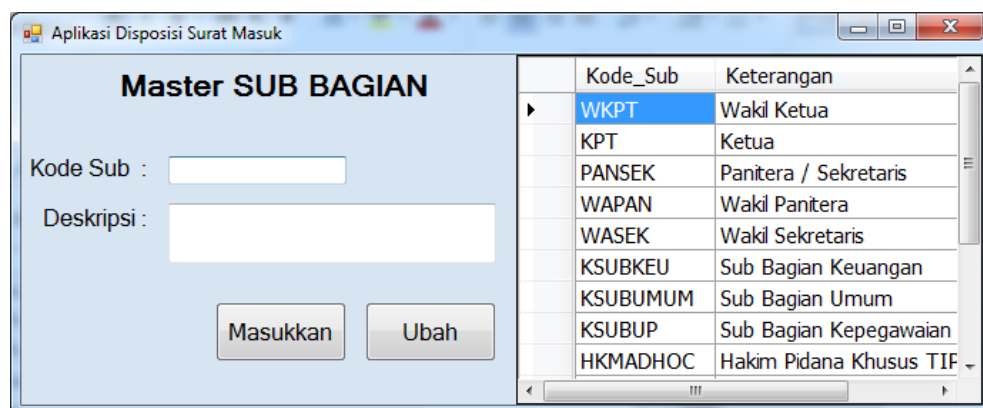 Aplikasi Disposisi Surat Masuk
Master SUB BAGIAN
Kode Sub :
Deskripsi :
Masukkan Ubah
Kode_Sub Keterangan
WKPT Wakil Ketua
KPT Ketua
PANSEK Panitera / Sekretaris
WAPAN Wakil Panitera
WASEK Wakil Sekretaris
KSUBKEU Sub Bagian Keuangan
KSUBUMUM Sub Bagian Umum
KSUBUP Sub Bagian Kepegawaian
HKMADHOC Hakim Pidana Khusus